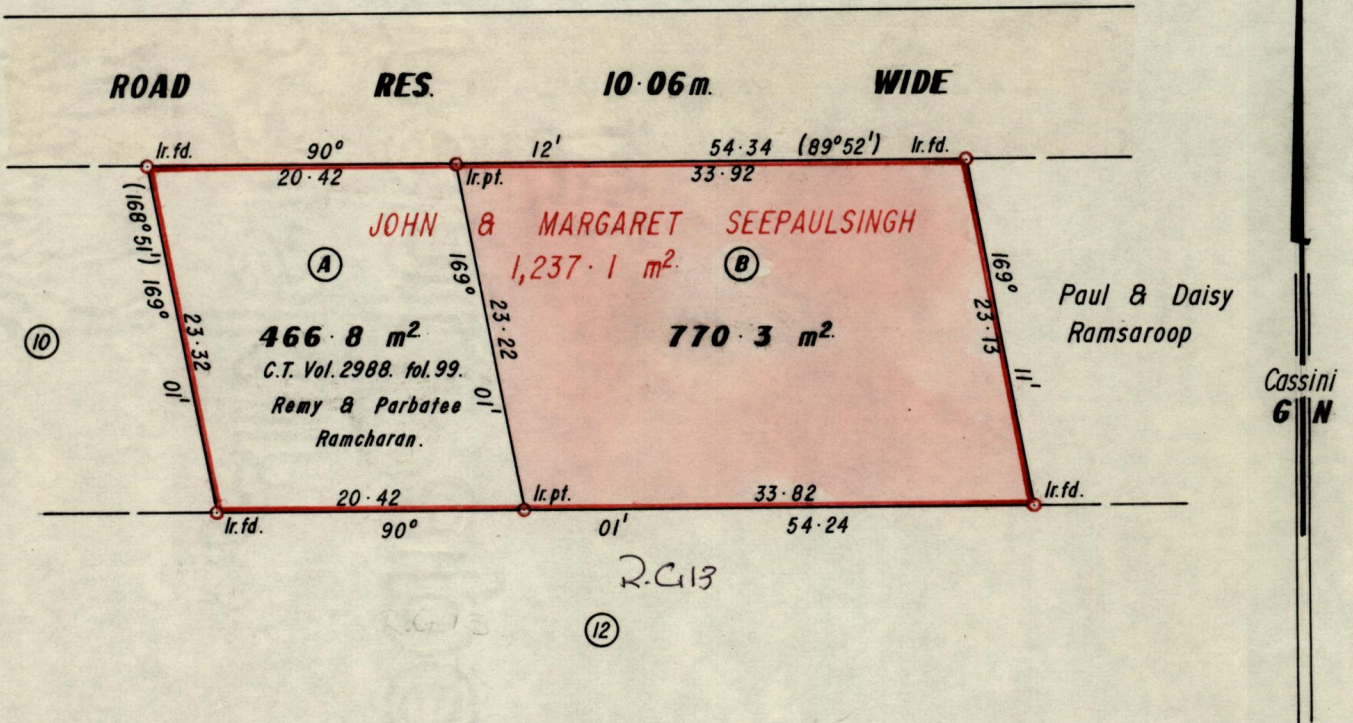 ROAD RES. 10·06 m. WIDE
Ir.fd. 90° 12' 54·34 (89°52') Ir.fd.
20·42 Ir.pt. 33·92
JOHN & MARGARET SEEPAULSINGH
1,237·1 m².
A
B
(168°51') 169° 01'
23·32
169° 01'
23·22
169° 11'
23·13
466·8 m².
C.T. Vol. 2988. fol. 99.
Remy & Parbatee
Ramcharan.
770·3 m².
Paul & Daisy
Ramsaroop
10
Cassini
G N
20·42 Ir.pt. 33·82 Ir.fd.
Ir.fd. 90° 01' 54·24
R.G13
R.G 13
12